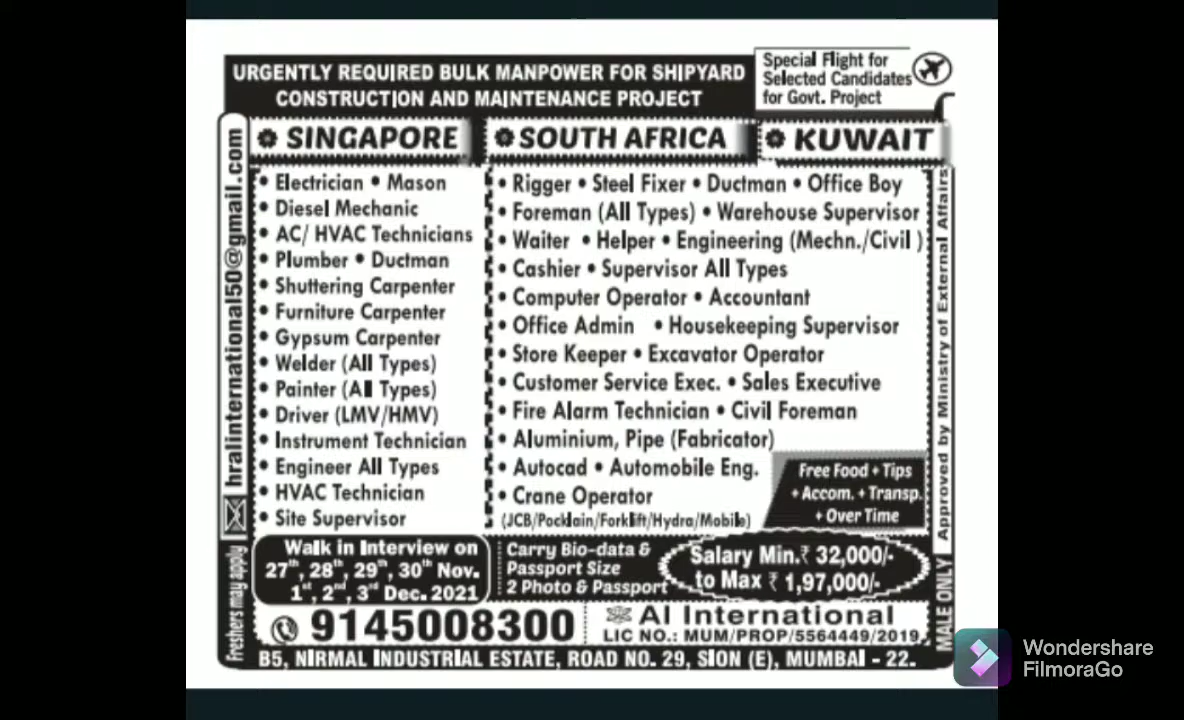 URGENTLY REQUIRED BULK MANPOWER FOR SHIPYARD
CONSTRUCTION AND MAINTENANCE PROJECT
Special Flight for
Selected Candidates
for Govt. Project
SINGAPORE
SOUTH AFRICA
KUWAIT
• Electrician • Mason
• Diesel Mechanic
• AC/ HVAC Technicians
• Plumber • Ductman
• Shuttering Carpenter
• Furniture Carpenter
• Gypsum Carpenter
• Welder (All Types)
• Painter (All Types)
• Driver (LMV/HMV)
• Instrument Technician
• Engineer All Types
• HVAC Technician
• Site Supervisor
• Rigger • Steel Fixer • Ductman • Office Boy
• Foreman (All Types) • Warehouse Supervisor
• Waiter • Helper • Engineering (Mechn./Civil )
• Cashier • Supervisor All Types
• Computer Operator • Accountant
• Office Admin • Housekeeping Supervisor
• Store Keeper • Excavator Operator
• Customer Service Exec. • Sales Executive
• Fire Alarm Technician • Civil Foreman
• Aluminium, Pipe (Fabricator)
• Autocad • Automobile Eng.
• Crane Operator
(JCB/Pocklain/Forklift/Hydra/Mobile)
Free Food + Tips
+ Accom. + Transp.
+ Over Time
Walk in Interview on
27th, 28th, 29th, 30th Nov.
1st, 2nd, 3rd Dec. 2021
Carry Bio-data &
Passport Size
2 Photo & Passport
Salary Min.₹ 32,000/-
to Max ₹ 1,97,000/-
9145008300
Al International
LIC NO.: MUM/PROP/5564449/2019
B5, NIRMAL INDUSTRIAL ESTATE, ROAD NO. 29, SION (E), MUMBAI - 22.
Freshers may apply
hralinternational50@gmail.com
MALE ONLY
Approved by Ministry of External Affairs
Wondershare
FilmoraGo